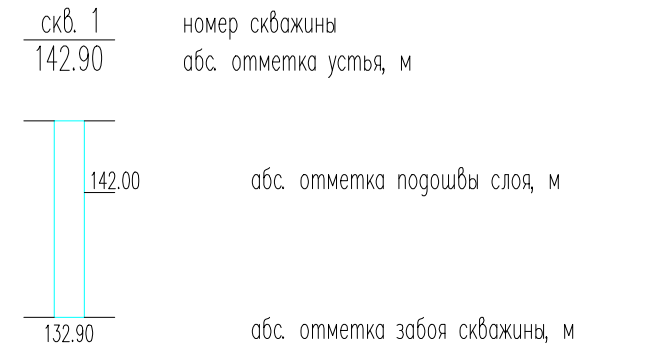 скв. 1 номер скважины
142.90 абс. отметка устья, м
142.00 абс. отметка подошвы слоя, м
132.90 абс. отметка забоя скважины, м